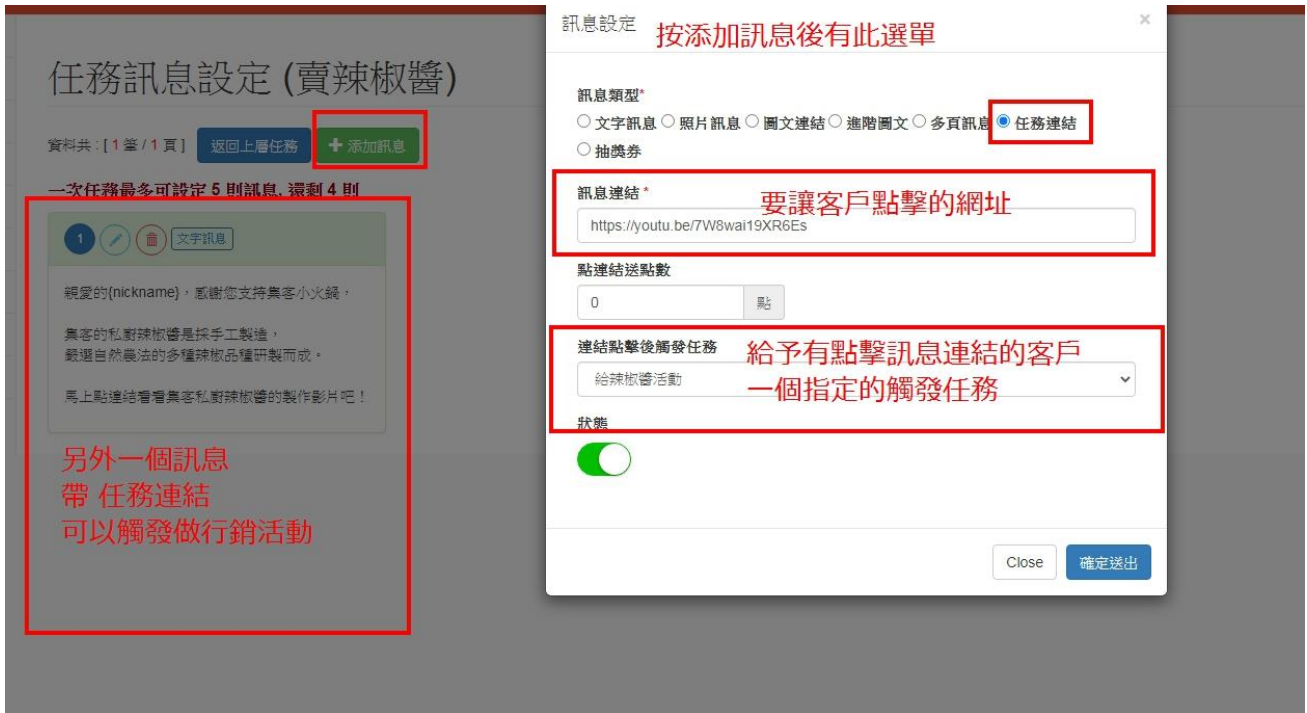 任務訊息設定 (賣辣椒醬)
資料共:[ 1 筆 / 1 頁 ] 返回上層任務 添加訊息
一次任務最多可設定 5 則訊息, 還剩 4 則
1 文字訊息
親愛的{nickname}，感謝您支持集客小火鍋，
集客的私廚辣椒醬是採手工製造，
嚴選自然農法的多種辣椒品種研製而成。
馬上點連結看看集客私廚辣椒醬的製作影片吧！
另外一個訊息
帶 任務連結
可以觸發做行銷活動
訊息設定 ×
按添加訊息後有此選單
訊息類型*
文字訊息 照片訊息 圖文連結 進階圖文 多頁訊息 任務連結
抽獎券
訊息連結 *
要讓客戶點擊的網址
https://youtu.be/7W8wai19XR6Es
點連結送點數
0 點
連結點擊後觸發任務
給予有點擊訊息連結的客戶
給辣椒醬活動
一個指定的觸發任務
狀態
Close 確定送出